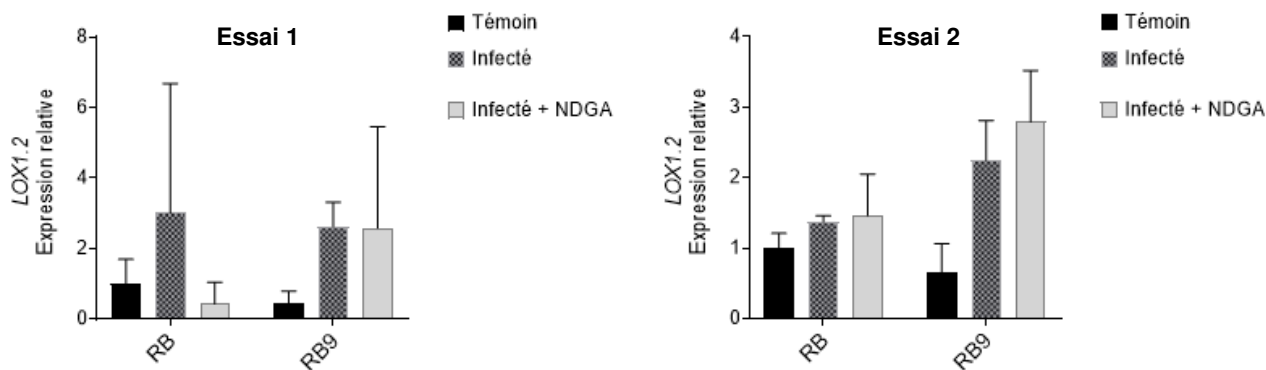 Essai 1
8
6
4
2
0
LOX1.2
Expression relative
RB
RB9
Témoin
Infecté
Infecté + NDGA
Essai 2
4
3
2
1
0
LOX1.2
Expression relative
RB
RB9
Témoin
Infecté
Infecté + NDGA